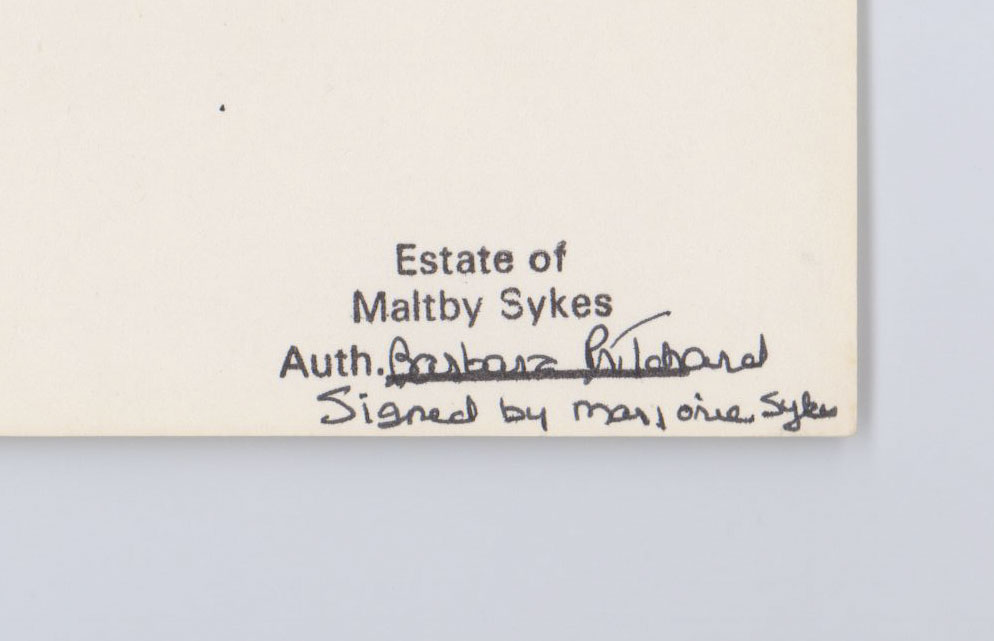 Estate of
Maltby Sykes
Auth. Barbara Pritchard
Signed by Marjorie Sykes